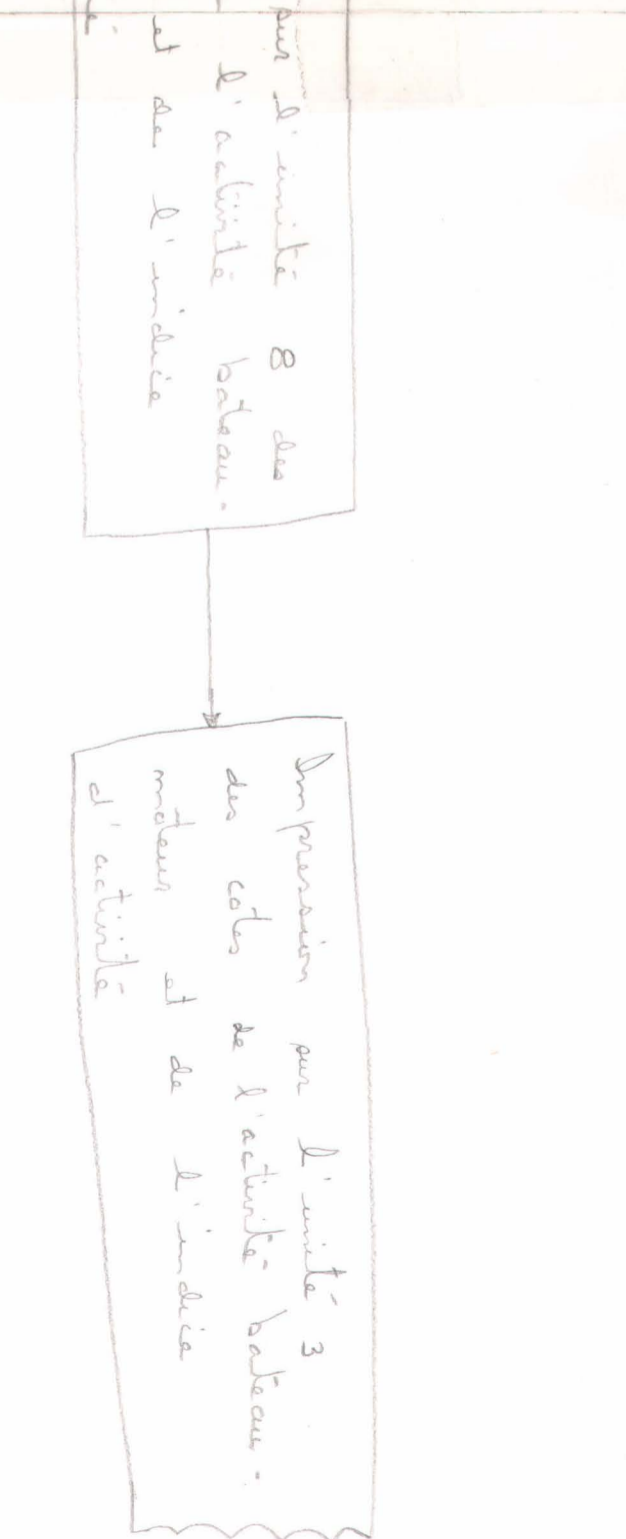 sur l'unité 8 des
l'activité bateau-
et de l'indice
é
Impression sur l'unité 3
des cotes de l'activité bateau-
moteur et de l'indice
d'activité